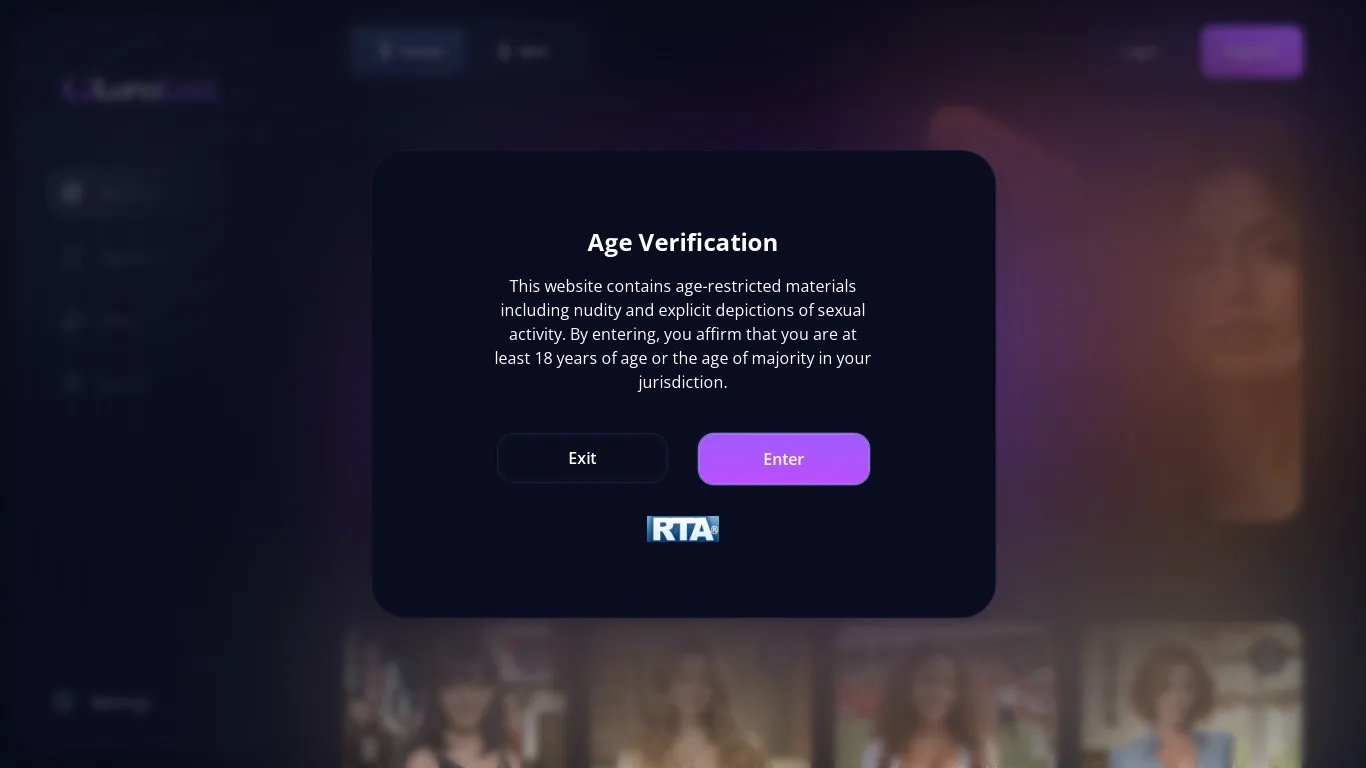 Age Verification
This website contains age-restricted materials
including nudity and explicit depictions of sexual
activity. By entering, you affirm that you are at
least 18 years of age or the age of majority in your
jurisdiction.
Exit
Enter
RTA®